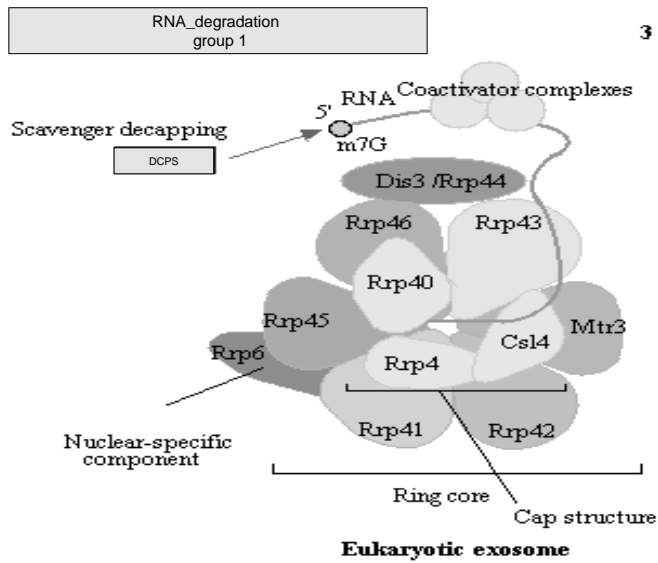 RNA_degradation
group 1
3
Coactivator complexes
5' RNA
m7G
Scavenger decapping
DCPS
Dis3 /Rrp44
Rrp46
Rrp43
Rrp40
Rrp45
Csl4
Mtr3
Rrp6
Rrp4
Rrp41
Rrp42
Nuclear-specific
component
Ring core
Cap structure
Eukaryotic exosome